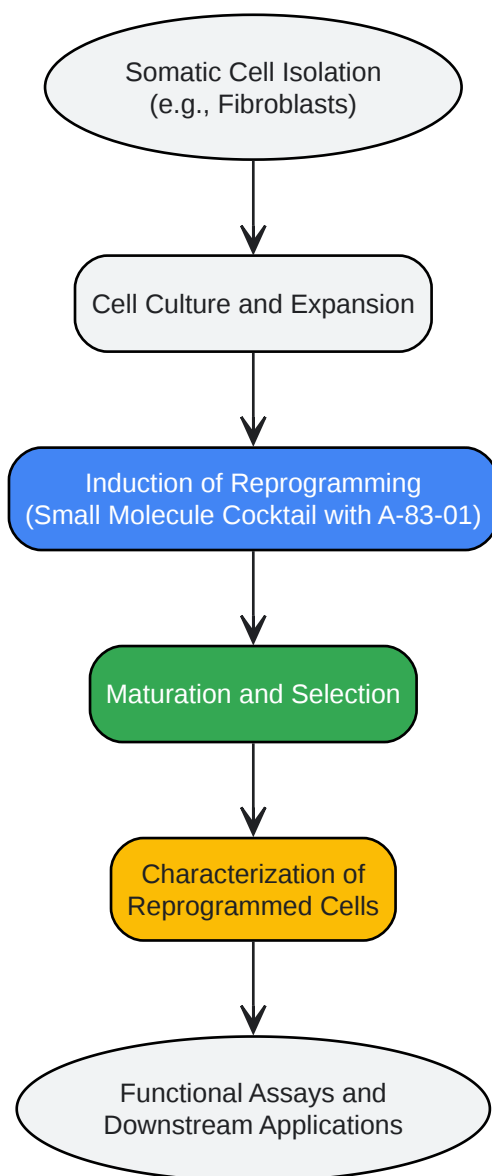 Somatic Cell Isolation
(e.g., Fibroblasts)
Cell Culture and Expansion
Induction of Reprogramming
(Small Molecule Cocktail with A-83-01)
Maturation and Selection
Characterization of
Reprogrammed Cells
Functional Assays and
Downstream Applications